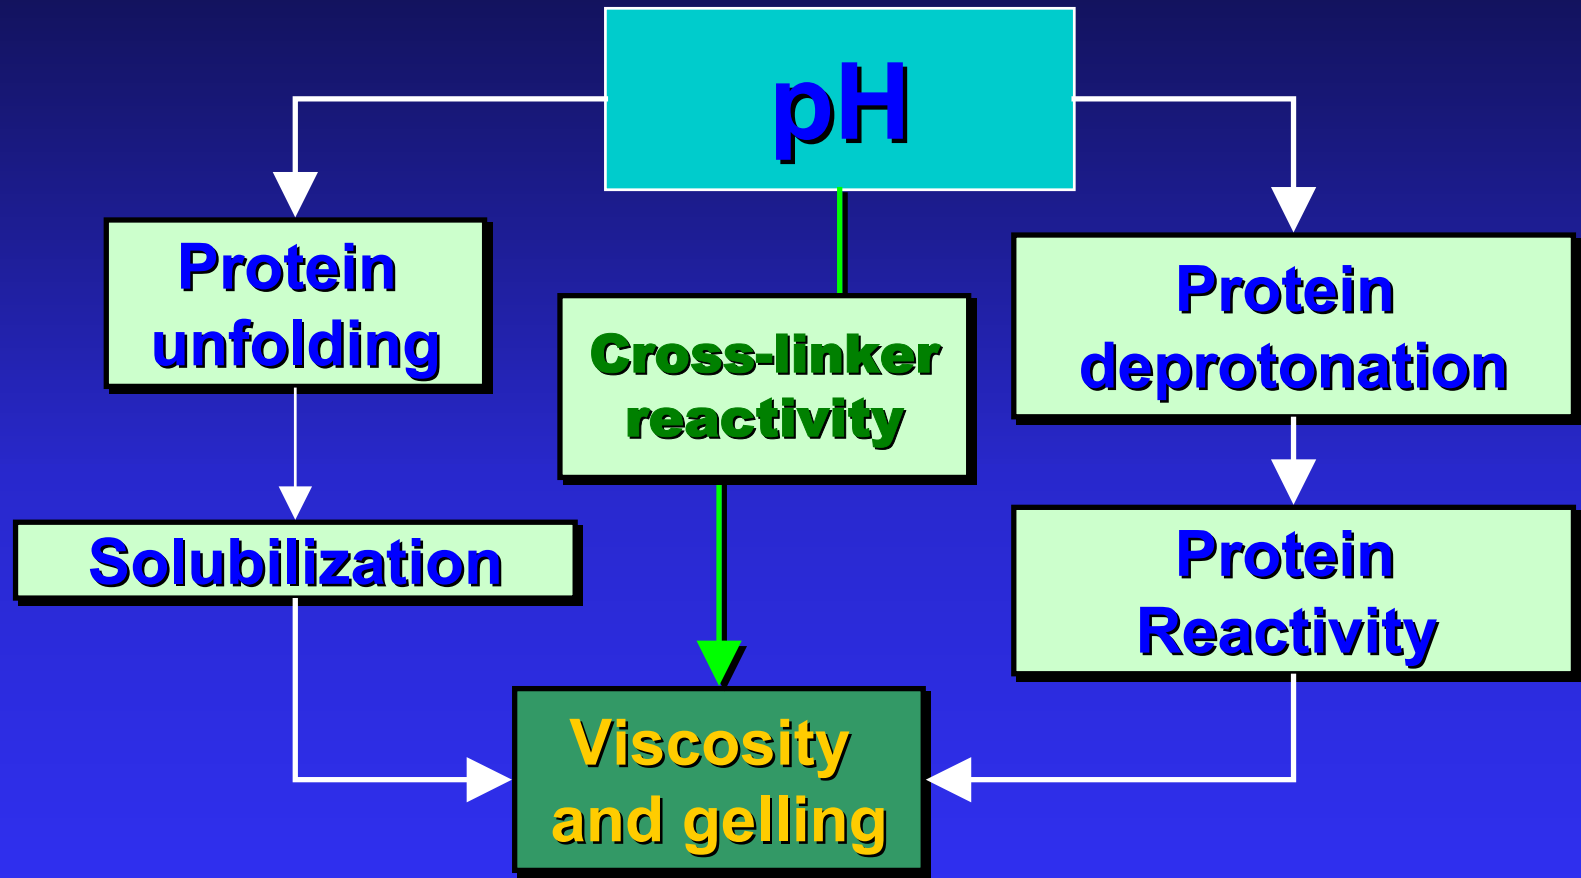 pH
Protein
unfolding
Cross-linker
reactivity
Protein
deprotonation
Solubilization
Protein
Reactivity
Viscosity
and gelling